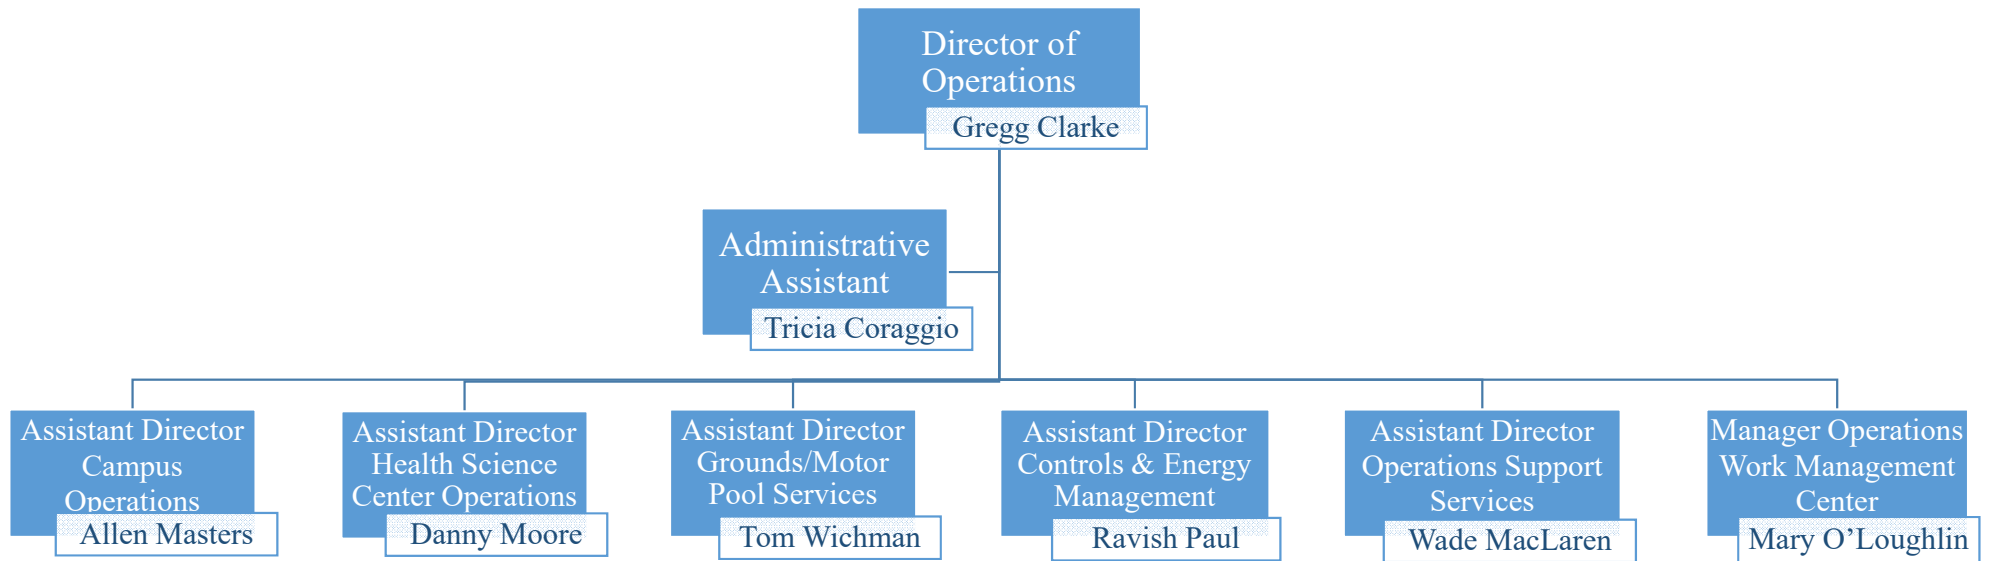 Director of
Operations
Gregg Clarke
Administrative
Assistant
Tricia Coraggio
Assistant Director
Campus
Operations
Allen Masters
Assistant Director
Health Science
Center Operations
Danny Moore
Assistant Director
Grounds/Motor
Pool Services
Tom Wichman
Assistant Director
Controls & Energy
Management
Ravish Paul
Assistant Director
Operations Support
Services
Wade MacLaren
Manager Operations
Work Management
Center
Mary O’Loughlin